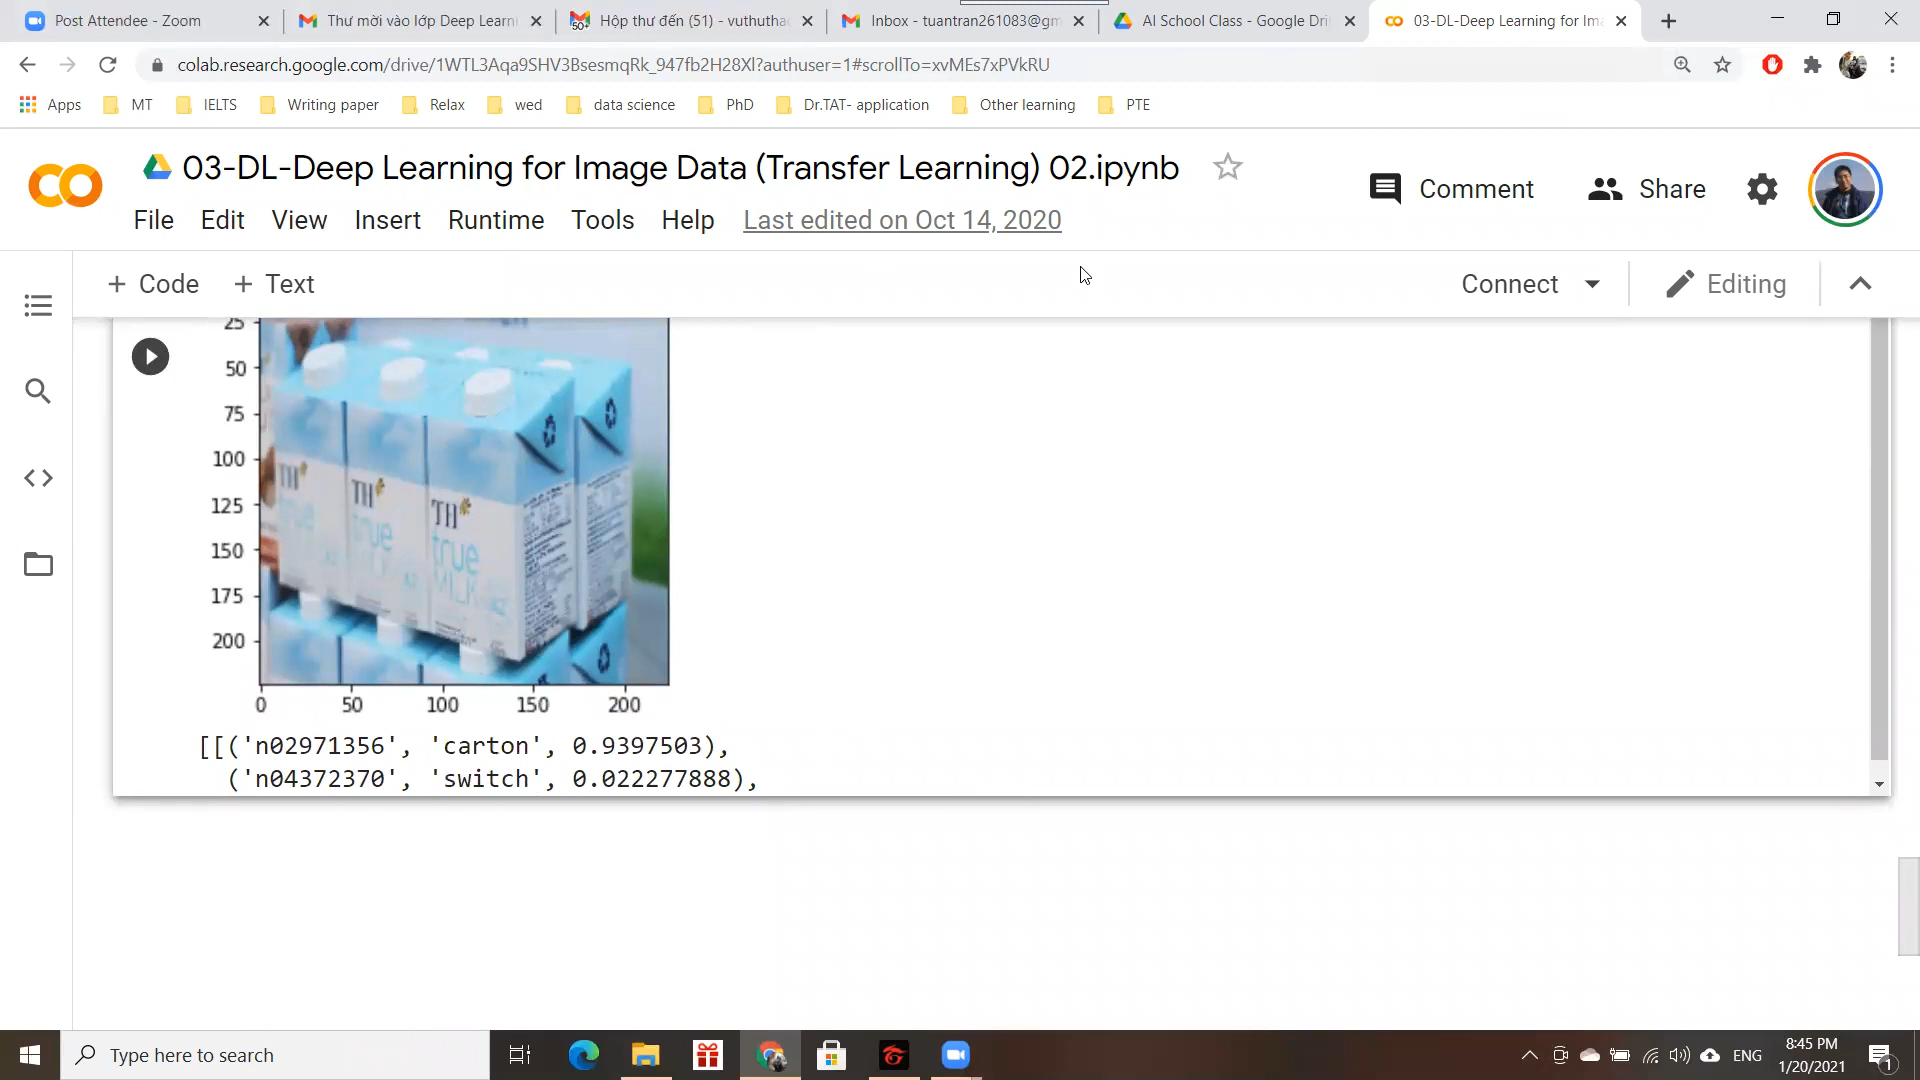 Post Attendee - Zoom
Thư mời vào lớp Deep Learni
Hộp thư đến (51) - vuthutha
Inbox - tuantran261083@gm
AI School Class - Google Dri
03-DL-Deep Learning for Ima
colab.research.google.com/drive/1WTL3Aqa9SHV3BsesmqRk_947fb2H28Xl?authuser=1#scrollTo=xvMEs7xPVkRU
Apps
MT
IELTS
Writing paper
Relax
wed
data science
PhD
Dr.TAT- application
Other learning
PTE
03-DL-Deep Learning for Image Data (Transfer Learning) 02.ipynb
Comment
Share
File Edit View Insert Runtime Tools Help Last edited on Oct 14, 2020
+ Code + Text
Connect
Editing
25
50
75
100
125
150
175
200
TH
true
TH
true
TH
true
MILK
0 50 100 150 200
[[('n02971356', 'carton', 0.9397503),
('n04372370', 'switch', 0.022277888),
Type here to search
ENG
8:45 PM
1/20/2021
1